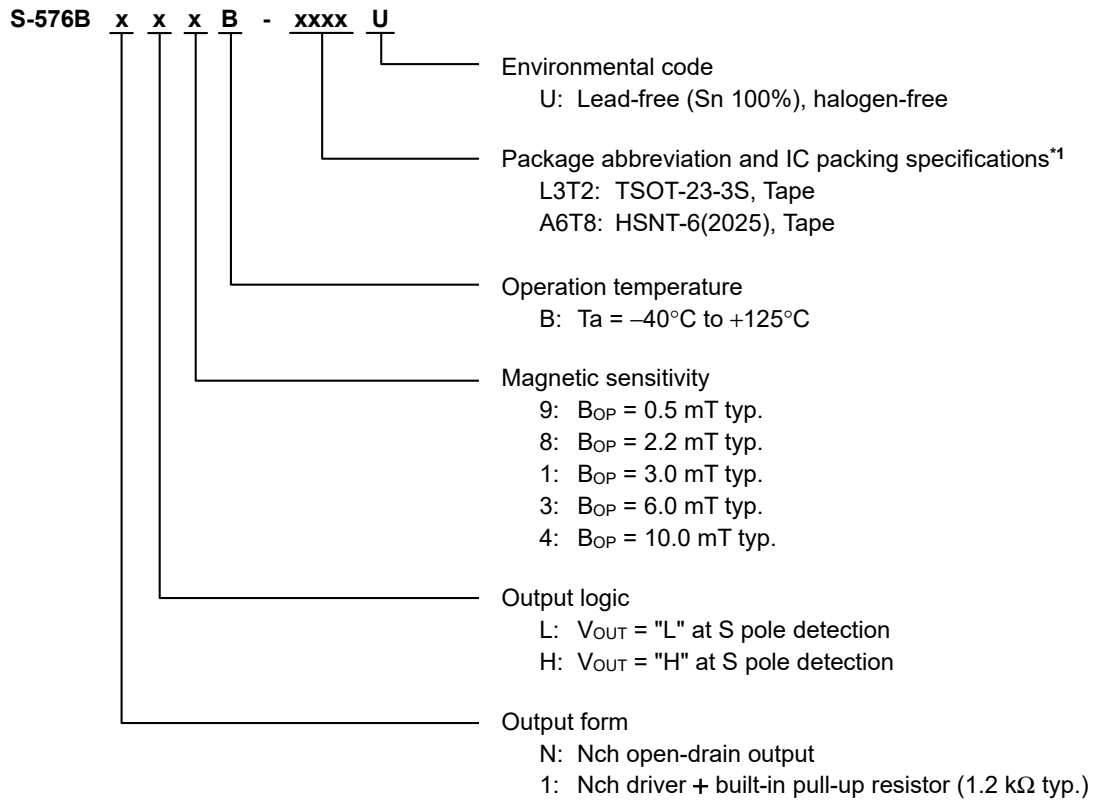 S-576B x x x B - xxxx U
Environmental code
U: Lead-free (Sn 100%), halogen-free
Package abbreviation and IC packing specifications*1
L3T2: TSOT-23-3S, Tape
A6T8: HSNT-6(2025), Tape
Operation temperature
B: Ta = −40°C to +125°C
Magnetic sensitivity
9: BOP = 0.5 mT typ.
8: BOP = 2.2 mT typ.
1: BOP = 3.0 mT typ.
3: BOP = 6.0 mT typ.
4: BOP = 10.0 mT typ.
Output logic
L: VOUT = "L" at S pole detection
H: VOUT = "H" at S pole detection
Output form
N: Nch open-drain output
1: Nch driver + built-in pull-up resistor (1.2 kΩ typ.)